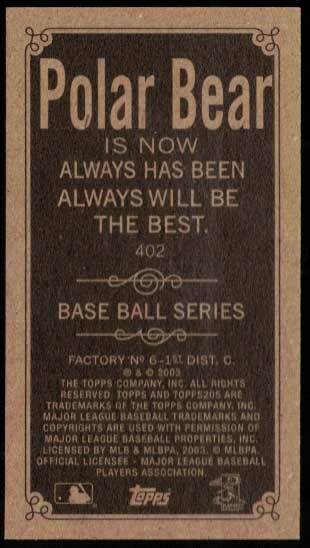 Polar Bear
IS NOW
ALWAYS HAS BEEN
ALWAYS WILL BE
THE BEST.
402
BASE BALL SERIES
FACTORY Nº 6-1ST DIST. C.
® & © 2003
THE TOPPS COMPANY, INC. ALL RIGHTS
RESERVED. TOPPS AND TOPPS205 ARE
TRADEMARKS OF THE TOPPS COMPANY, INC.
MAJOR LEAGUE BASEBALL TRADEMARKS AND
COPYRIGHTS ARE USED WITH PERMISSION OF
MAJOR LEAGUE BASEBALL PROPERTIES, INC.
LICENSED BY MLB & MLBPA, 2003. © MLBPA.
OFFICIAL LICENSEE - MAJOR LEAGUE BASEBALL
PLAYERS ASSOCIATION.
TOPPS